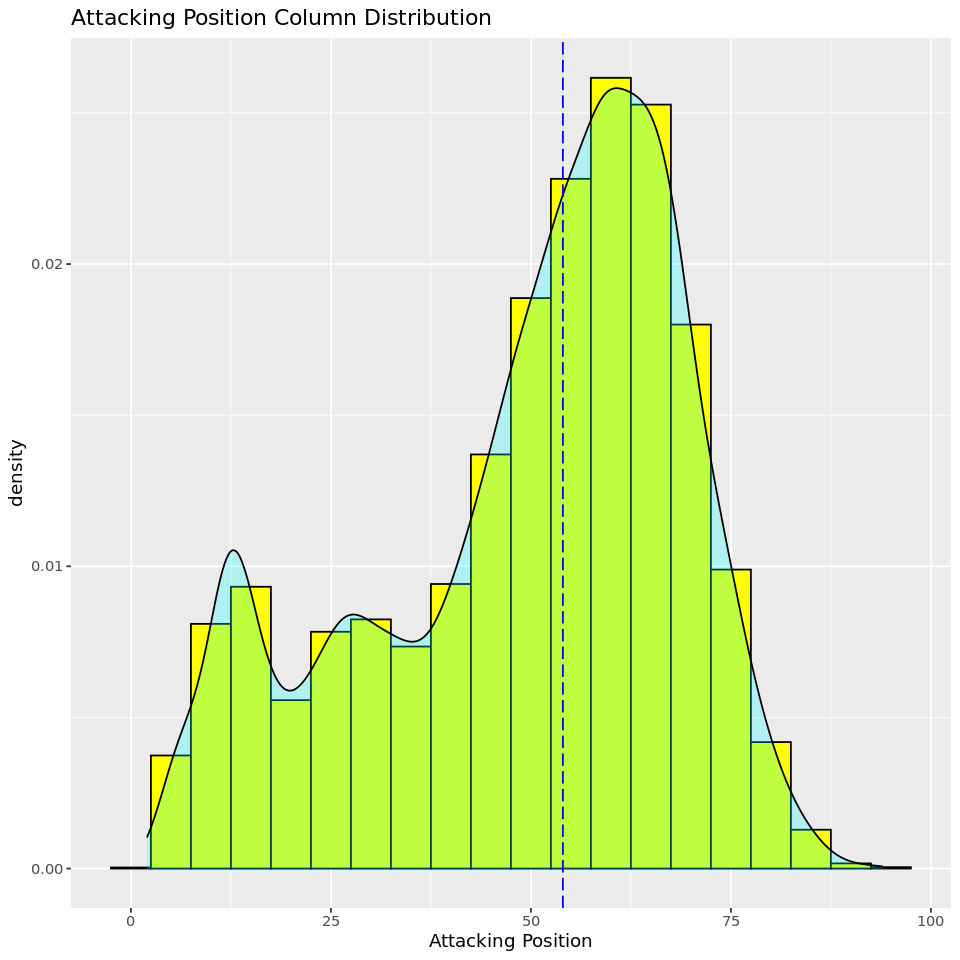 Attacking Position Column Distribution
density
0.02
0.01
0.00
0 25 50 75 100
Attacking Position